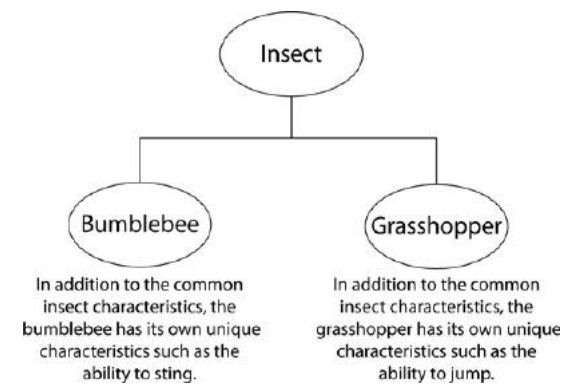 Insect
Bumblebee
In addition to the common
insect characteristics, the
bumblebee has its own unique
characteristics such as the
ability to sting.
Grasshopper
In addition to the common
insect characteristics, the
grasshopper has its own unique
characteristics such as the
ability to jump.